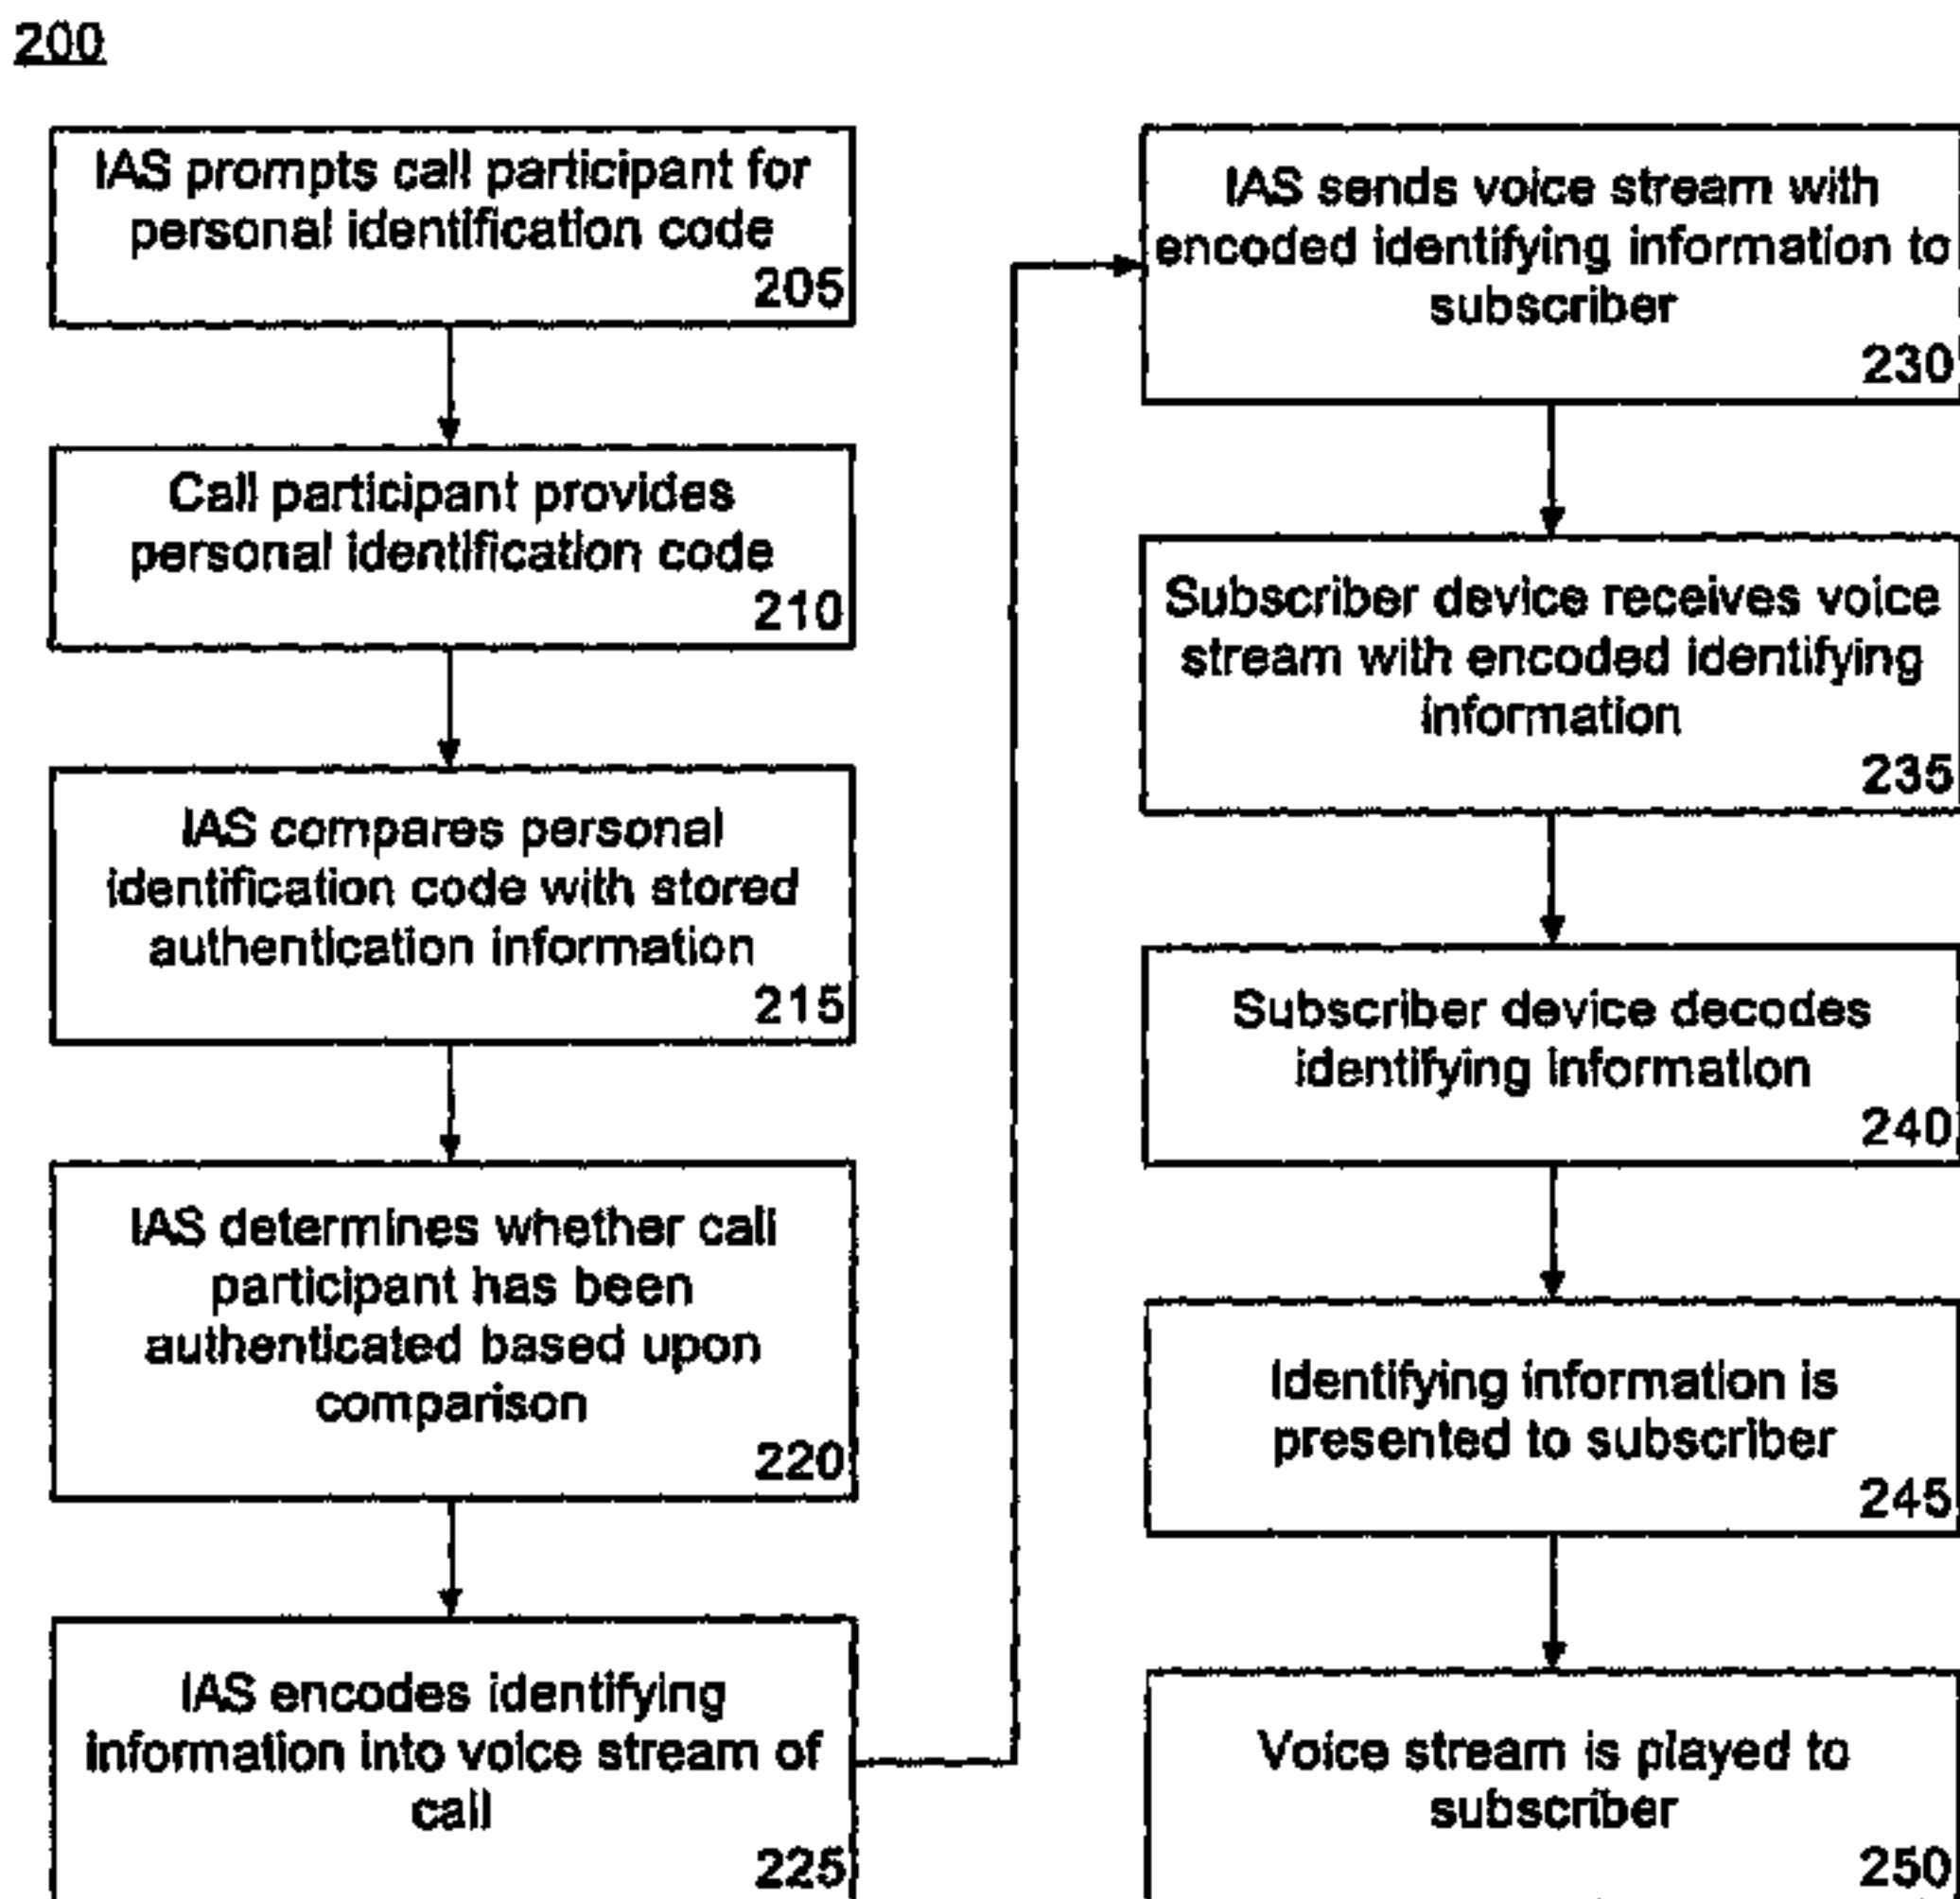 200
IAS prompts call participant for
personal identification code
205
Call participant provides
personal identification code
210
IAS compares personal
identification code with stored
authentication information
215
IAS determines whether call
participant has been
authenticated based upon
comparison
220
IAS encodes identifying
information into voice stream of
call
225
IAS sends voice stream with
encoded identifying information to
subscriber
230
Subscriber device receives voice
stream with encoded identifying
information
235
Subscriber device decodes
identifying information
240
Identifying information is
presented to subscriber
245
Voice stream is played to
subscriber
250